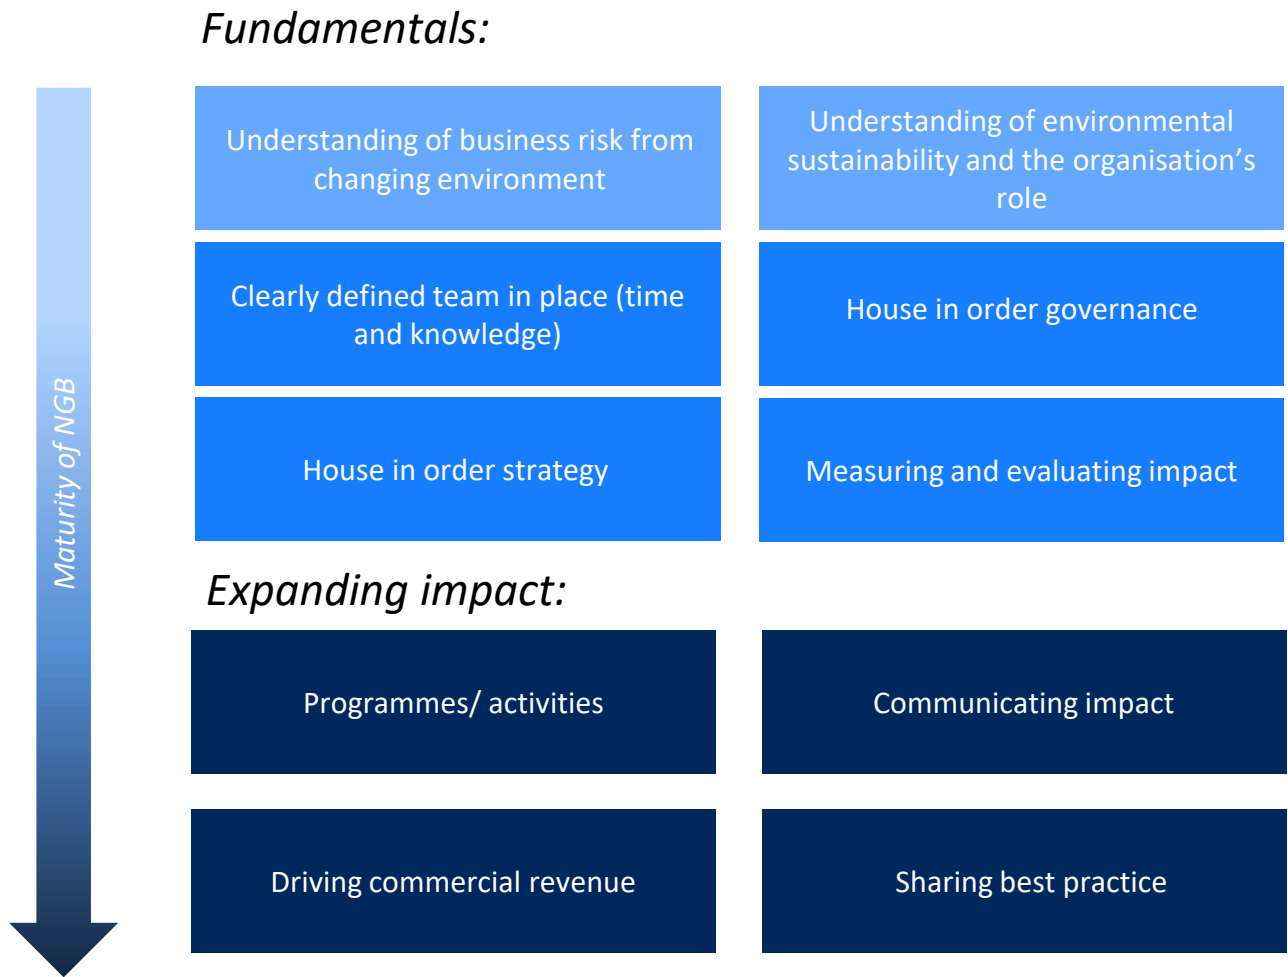 Fundamentals:
Maturity of NGB
Understanding of business risk from
changing environment
Understanding of environmental
sustainability and the organisation’s
role
Clearly defined team in place (time
and knowledge)
House in order governance
House in order strategy
Measuring and evaluating impact
Expanding impact:
Programmes/ activities
Communicating impact
Driving commercial revenue
Sharing best practice